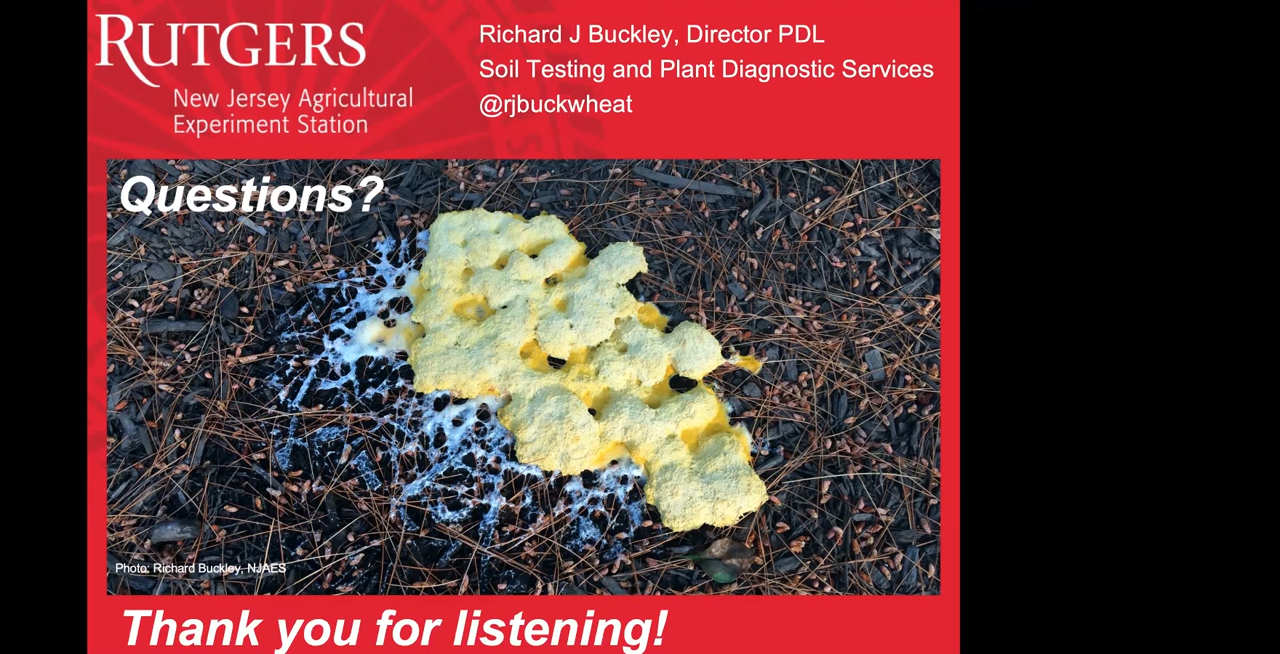 RUTGERS
New Jersey Agricultural
Experiment Station
Richard J Buckley, Director PDL
Soil Testing and Plant Diagnostic Services
@rjbuckwheat
Questions?
Photo: Richard Buckley, NJAES
Thank you for listening!